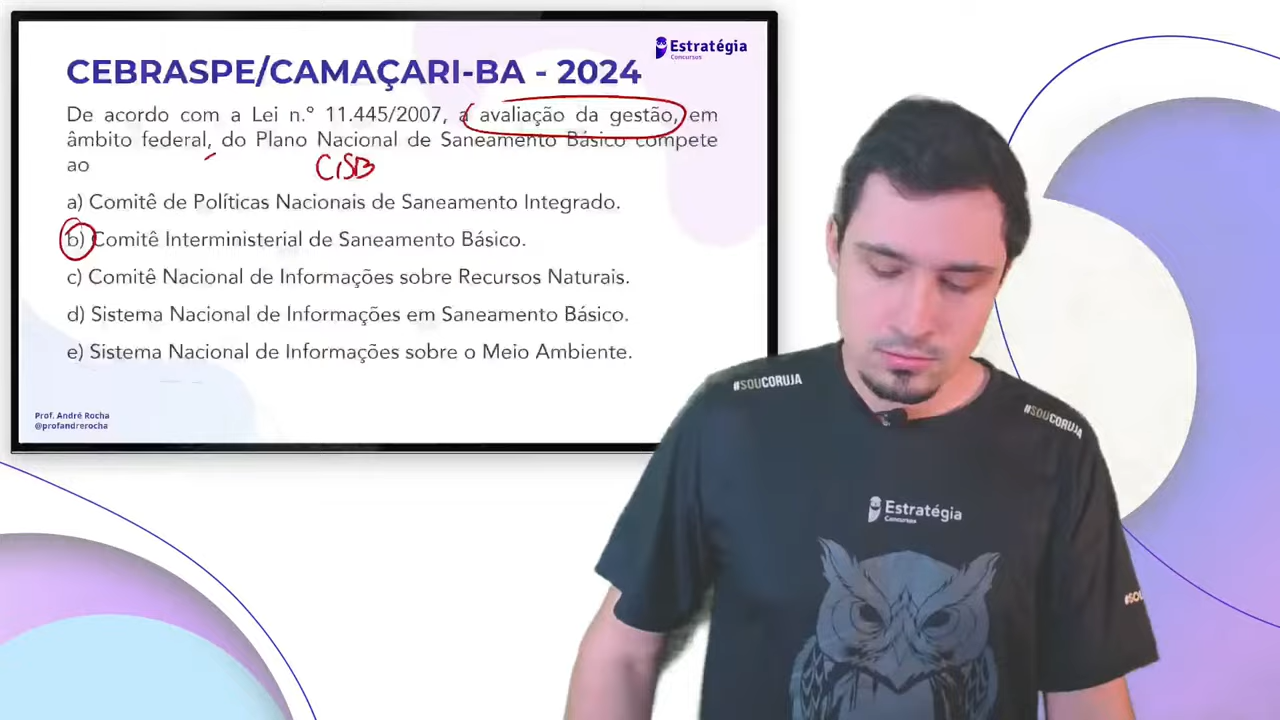 Estratégia
Concursos
CEBRASPE/CAMAÇARI-BA - 2024
De acordo com a Lei n.º 11.445/2007, a avaliação da gestão, em
âmbito federal, do Plano Nacional de Saneamento Básico compete
ao
CISB
a) Comitê de Políticas Nacionais de Saneamento Integrado.
b) Comitê Interministerial de Saneamento Básico.
c) Comitê Nacional de Informações sobre Recursos Naturais.
d) Sistema Nacional de Informações em Saneamento Básico.
e) Sistema Nacional de Informações sobre o Meio Ambiente.
Prof. André Rocha
@profandrerocha
#SOUCORUJA
#SOUCORUJA
Estratégia
Concursos
#SOU